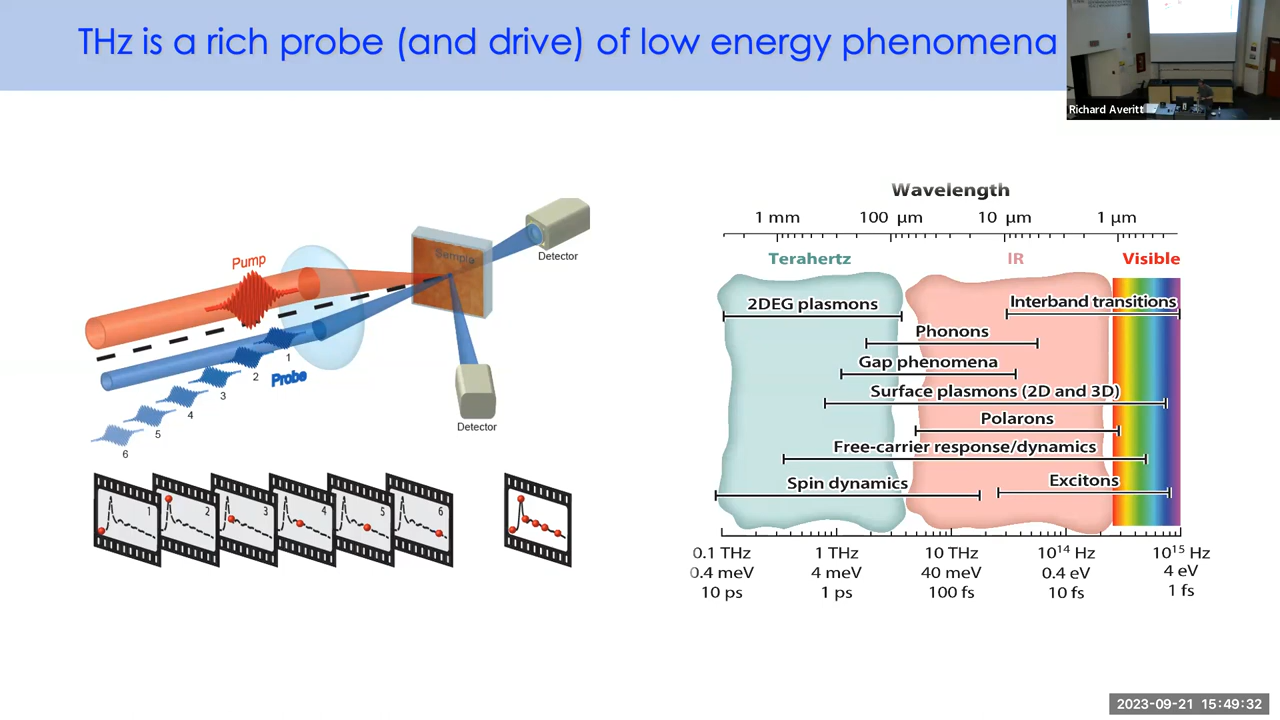 THz is a rich probe (and drive) of low energy phenomena
Richard Averitt
Pump
Sample
Detector
1
2
Probe
3
4
5
6
Detector
1
2
3
4
5
6
Wavelength
1 mm
100 μm
10 μm
1 μm
Terahertz
IR
Visible
2DEG plasmons
Interband transitions
Phonons
Gap phenomena
Surface plasmons (2D and 3D)
Polarons
Free-carrier response/dynamics
Spin dynamics
Excitons
0.1 THz
1 THz
10 THz
10¹⁴ Hz
10¹⁵ Hz
0.4 meV
4 meV
40 meV
0.4 eV
4 eV
10 ps
1 ps
100 fs
10 fs
1 fs
2023-09-21 15:49:32